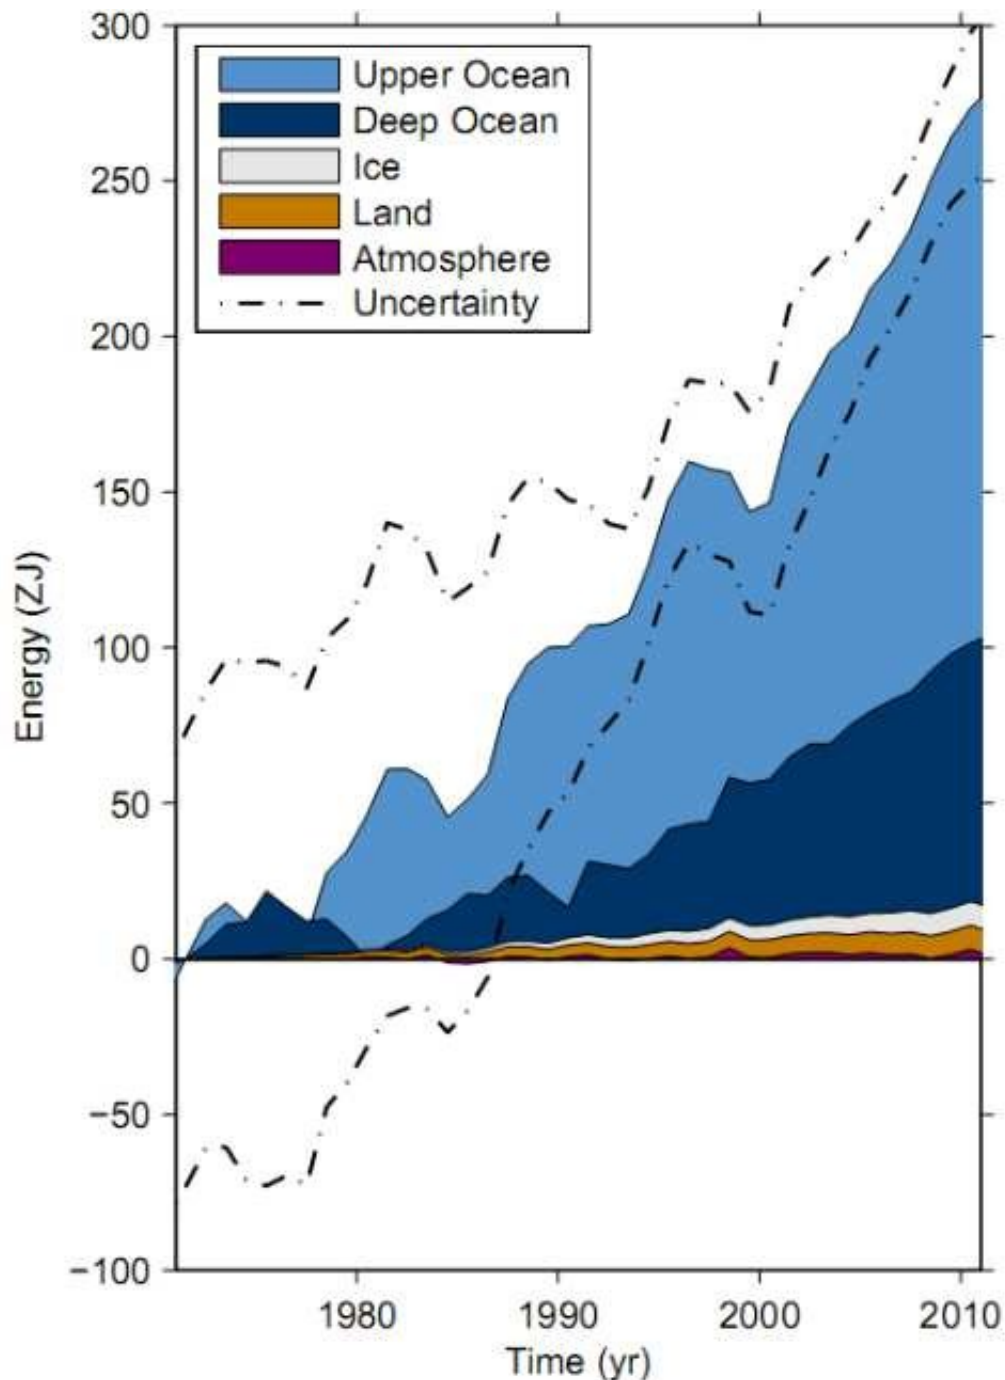 300
250
200
150
100
50
0
−50
−100
Energy (ZJ)
Upper Ocean
Deep Ocean
Ice
Land
Atmosphere
Uncertainty
1980
1990
2000
2010
Time (yr)